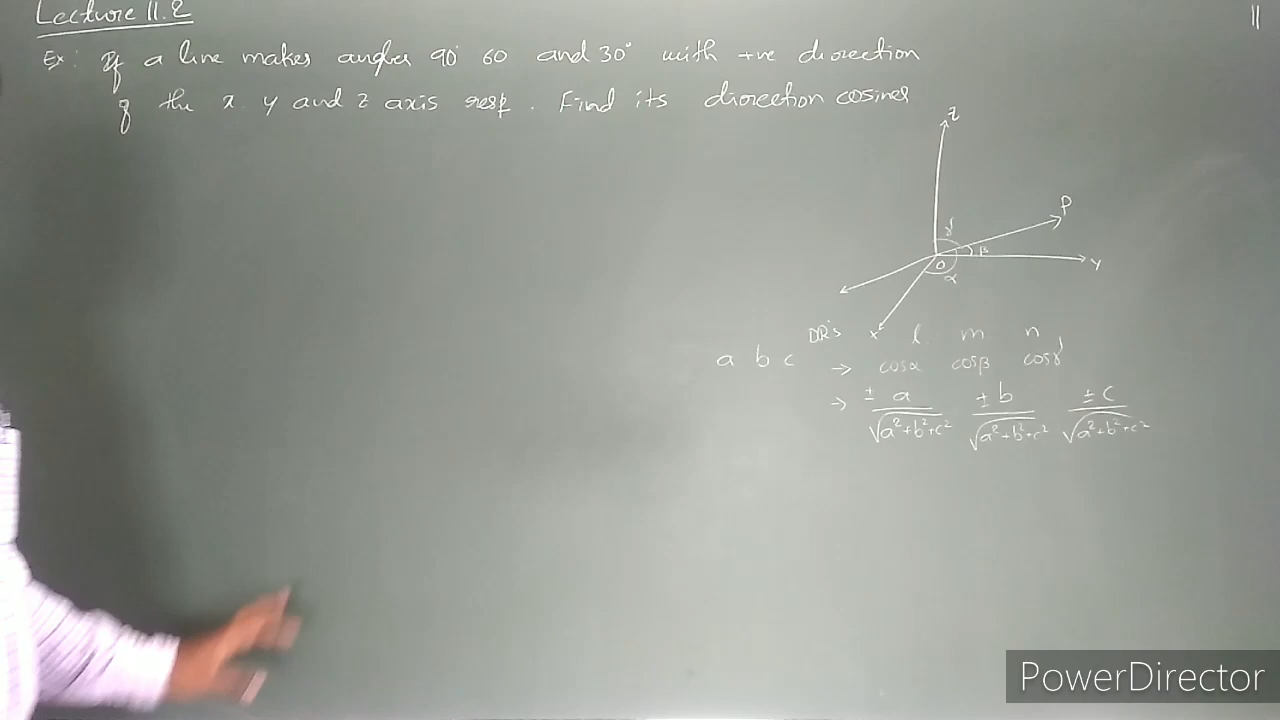 Lecture 11.2
11
Ex: If a line makes angles 90° 60 and 30° with +ve direction
of the x y and z axis resp. Find its direction cosines
z
P
γ
β
O
α
y
x
DR's l m n
a b c → cosα cosβ cosγ
→ ± a/√a²+b²+c² ± b/√a²+b²+c² ± c/√a²+b²+c²
PowerDirector